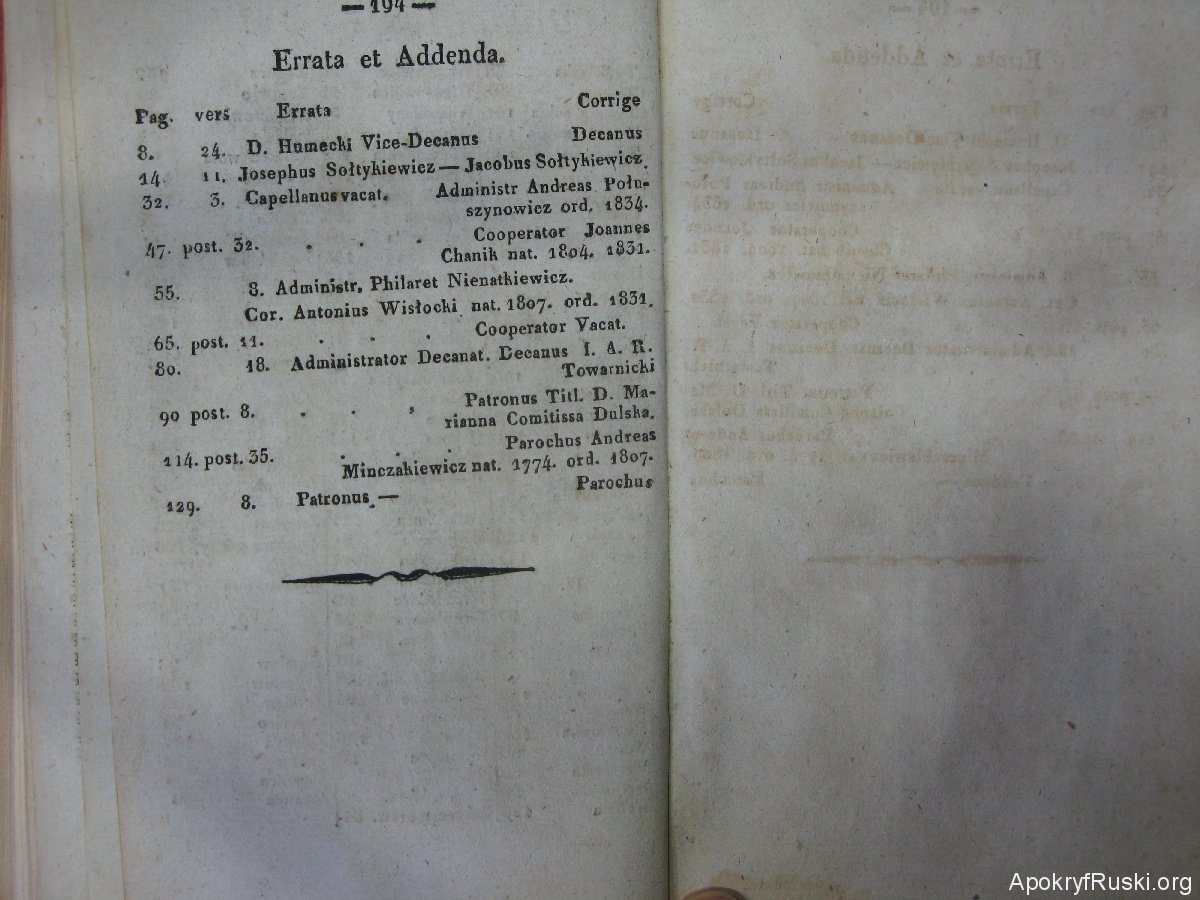 — 194 —
Errata et Addenda.
Pag. vers Errata Corrige
8. 24. D. Humecki Vice-Decanus Decanus
14. 11. Josephus Sołtykiewicz — Jacobus Sołtykiewicz.
32. 3. Capellanus vacat. Administr Andreas Połu-
szynowicz ord. 1834.
47. post. 32. . . . Cooperator Joannes
Chanik nat. 1804. 1831.
55. 8. Administr. Philaret Nienatkiewicz.
Cor. Antonius Wisłocki nat. 1807. ord. 1831.
65. post. 11. . . . Cooperator Vacat.
80. 18. Administrator Decanat. Decanus I. A. R.
Towarnicki
90 post. 8. . . , Patronus Titl. D. Ma-
rianna Comitissa Dulska.
114. post. 35. . . . Parochus Andreas
Minczakiewicz nat. 1774. ord. 1807.
129. 8. Patronus. — Parochus
ApokryfRuski.org